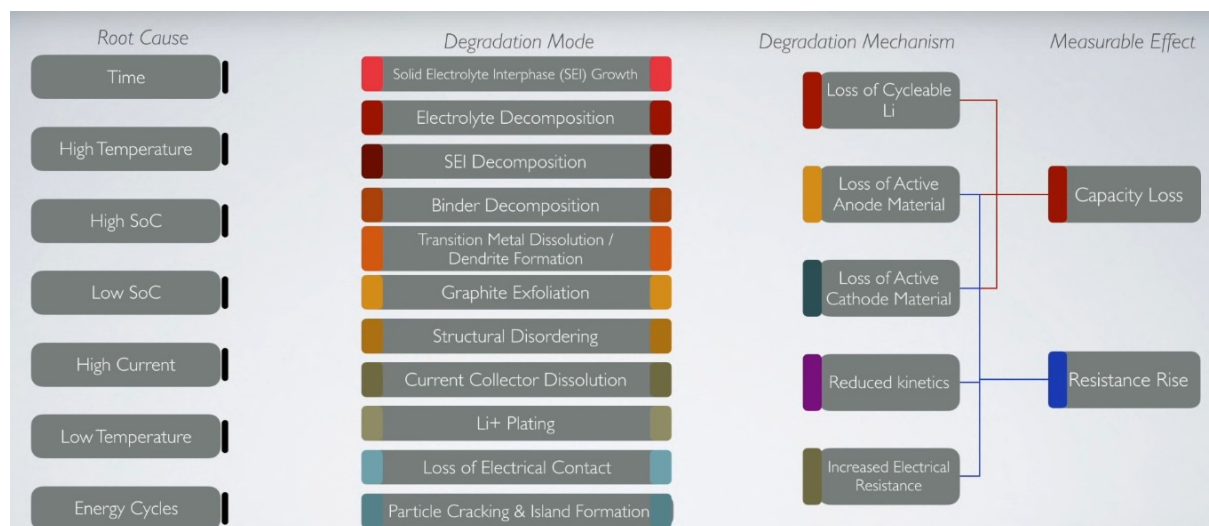 Root Cause
Degradation Mode
Degradation Mechanism
Measurable Effect
Time
High Temperature
High SoC
Low SoC
High Current
Low Temperature
Energy Cycles
Solid Electrolyte Interphase (SEI) Growth
Electrolyte Decomposition
SEI Decomposition
Binder Decomposition
Transition Metal Dissolution /
Dendrite Formation
Graphite Exfoliation
Structural Disordering
Current Collector Dissolution
Li+ Plating
Loss of Electrical Contact
Particle Cracking & Island Formation
Loss of Cycleable
Li
Loss of Active
Anode Material
Loss of Active
Cathode Material
Reduced kinetics
Increased Electrical
Resistance
Capacity Loss
Resistance Rise